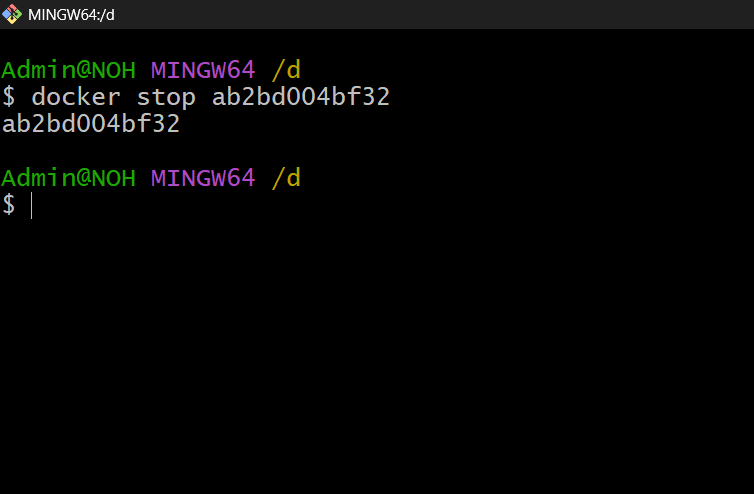 MINGW64:/d
Admin@NOH MINGW64 /d
$ docker stop ab2bd004bf32
ab2bd004bf32
Admin@NOH MINGW64 /d
$